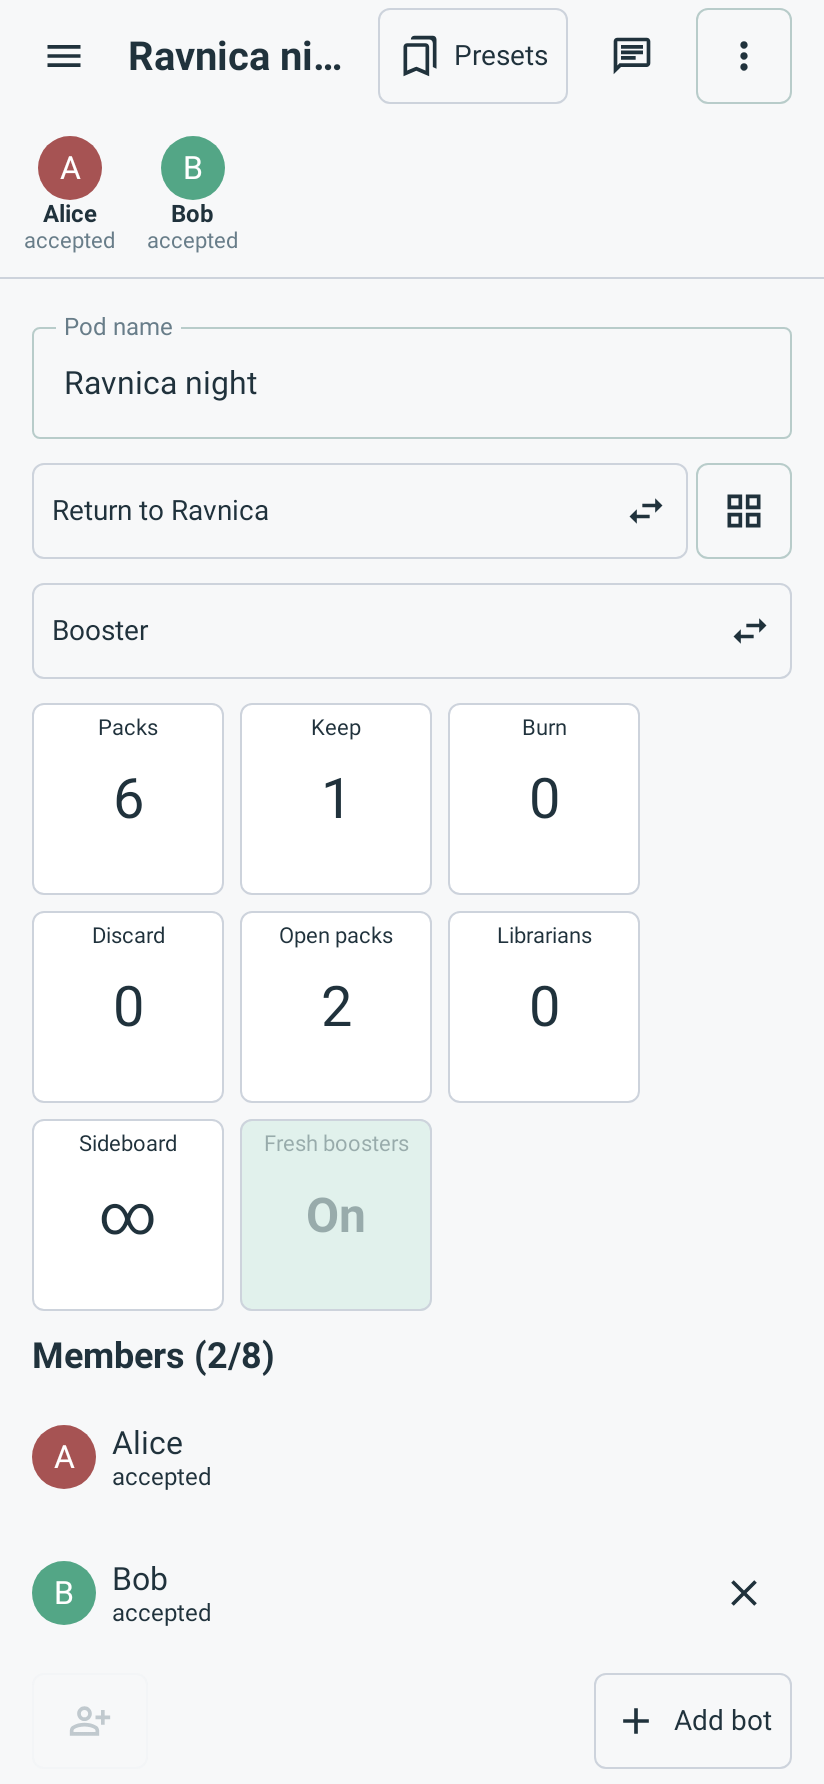 Ravnica ni...
Presets
A
B
Alice
Bob
accepted
accepted
Pod name
Ravnica night
Return to Ravnica
Booster
Packs
Keep
Burn
6
1
0
Discard
Open packs
Librarians
0
2
0
Sideboard
Fresh boosters
∞
On
Members (2/8)
A
Alice
accepted
B
Bob
accepted
Add bot